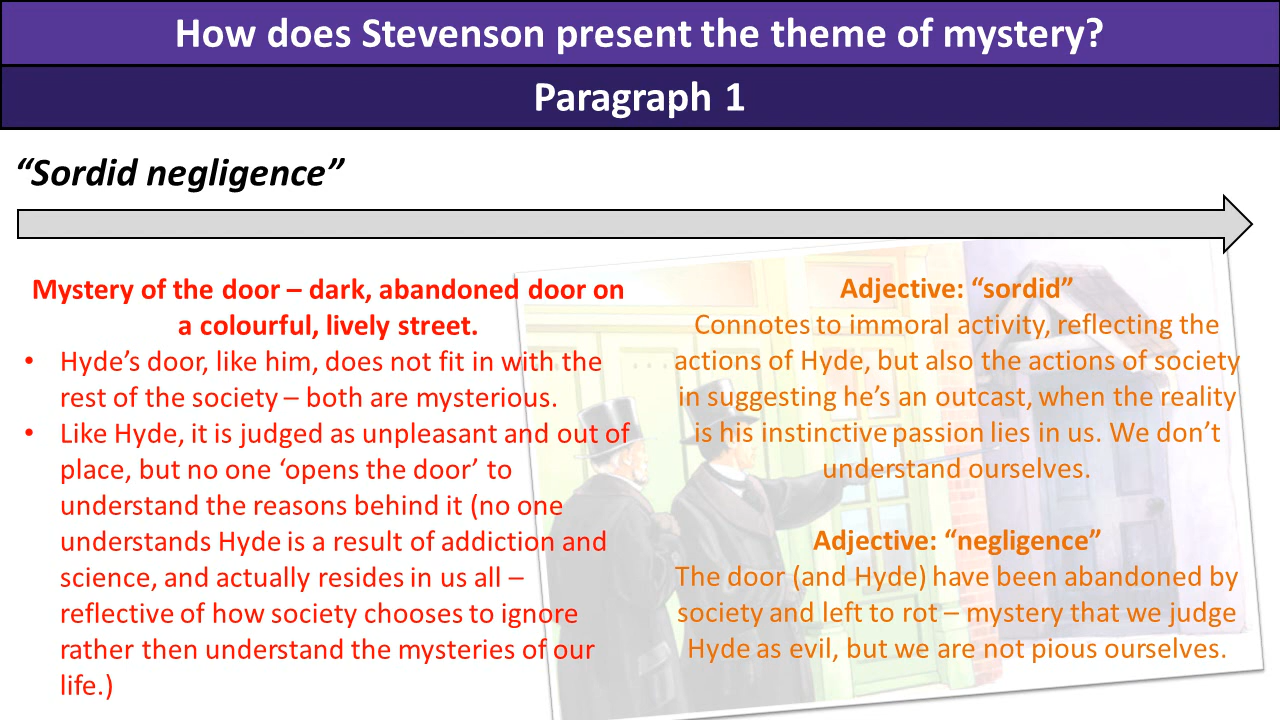 How does Stevenson present the theme of mystery?
Paragraph 1
“Sordid negligence”
Mystery of the door – dark, abandoned door on
a colourful, lively street.
• Hyde’s door, like him, does not fit in with the
rest of the society – both are mysterious.
• Like Hyde, it is judged as unpleasant and out of
place, but no one ‘opens the door’ to
understand the reasons behind it (no one
understands Hyde is a result of addiction and
science, and actually resides in us all –
reflective of how society chooses to ignore
rather then understand the mysteries of our
life.)
Adjective: “sordid”
Connotes to immoral activity, reflecting the
actions of Hyde, but also the actions of society
in suggesting he’s an outcast, when the reality
is his instinctive passion lies in us. We don’t
understand ourselves.
Adjective: “negligence”
The door (and Hyde) have been abandoned by
society and left to rot – mystery that we judge
Hyde as evil, but we are not pious ourselves.